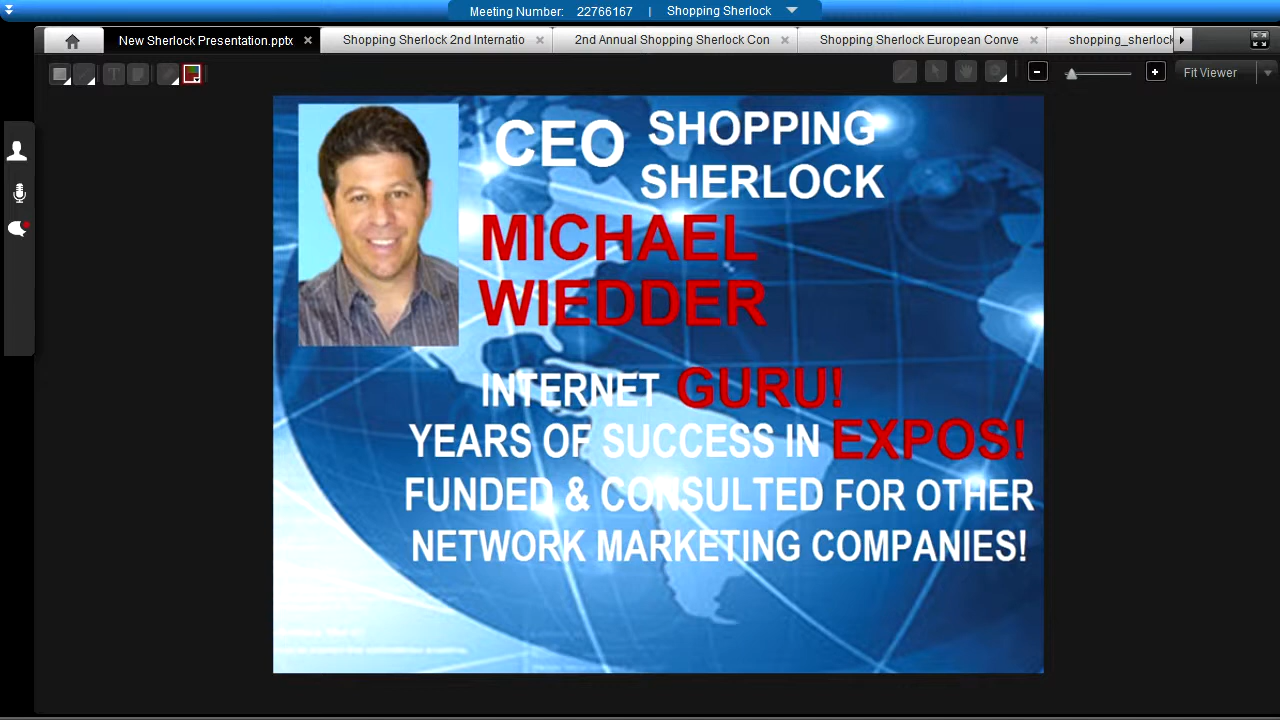 Meeting Number: 22766167 | Shopping Sherlock
New Sherlock Presentation.pptx
Shopping Sherlock 2nd Internatio
2nd Annual Shopping Sherlock Con
Shopping Sherlock European Conve
shopping_sherlock
Fit Viewer
CEO SHOPPING
SHERLOCK
MICHAEL
WIEDDER
INTERNET GURU!
YEARS OF SUCCESS IN EXPOS!
FUNDED & CONSULTED FOR OTHER
NETWORK MARKETING COMPANIES!